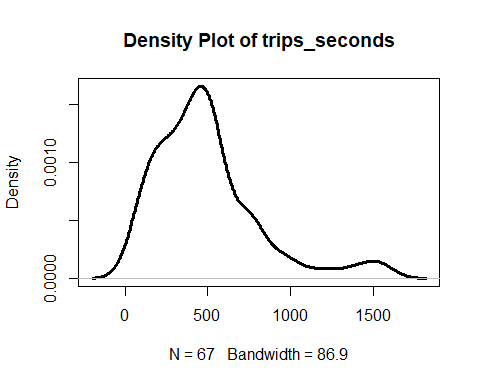 Density Plot of trips_seconds
Density
0.0010
0.0000
0 500 1000 1500
N = 67 Bandwidth = 86.9